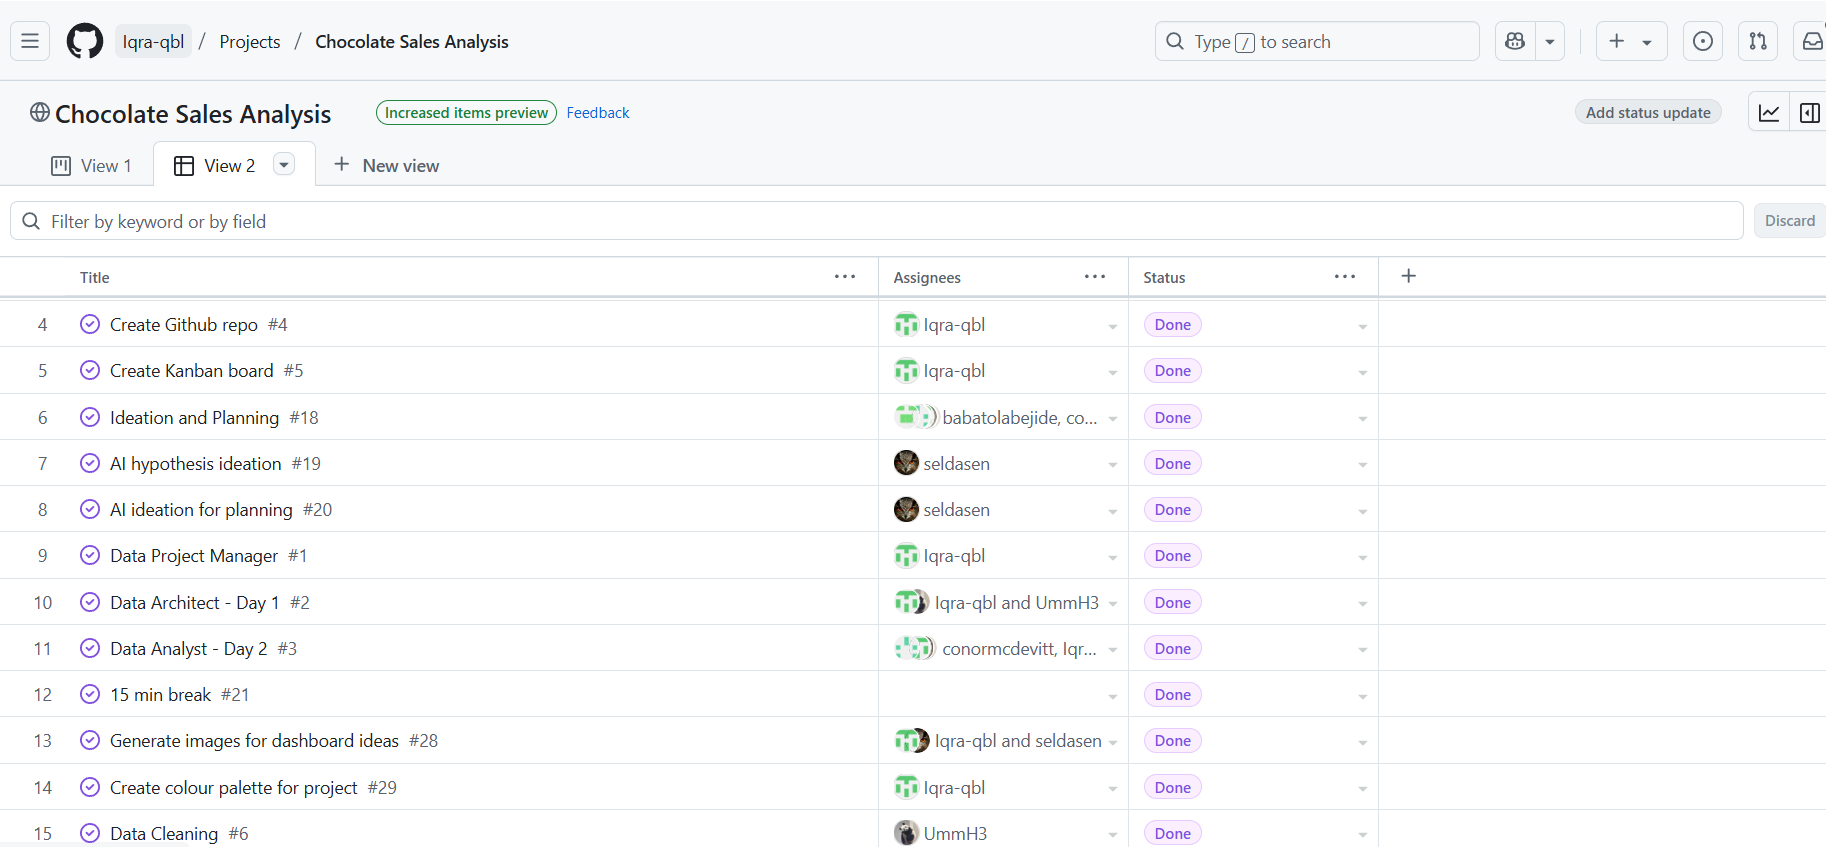 Iqra-qbl / Projects / Chocolate Sales Analysis Type / to search
Chocolate Sales Analysis Increased items preview Feedback Add status update
View 1 View 2 New view
Filter by keyword or by field Discard
Title Assignees Status
4 Create Github repo #4 Iqra-qbl Done
5 Create Kanban board #5 Iqra-qbl Done
6 Ideation and Planning #18 babatolabejide, co... Done
7 AI hypothesis ideation #19 seldasen Done
8 AI ideation for planning #20 seldasen Done
9 Data Project Manager #1 Iqra-qbl Done
10 Data Architect - Day 1 #2 Iqra-qbl and UmmH3 Done
11 Data Analyst - Day 2 #3 conormcdevitt, Iqr... Done
12 15 min break #21 Done
13 Generate images for dashboard ideas #28 Iqra-qbl and seldasen Done
14 Create colour palette for project #29 Iqra-qbl Done
15 Data Cleaning #6 UmmH3 Done